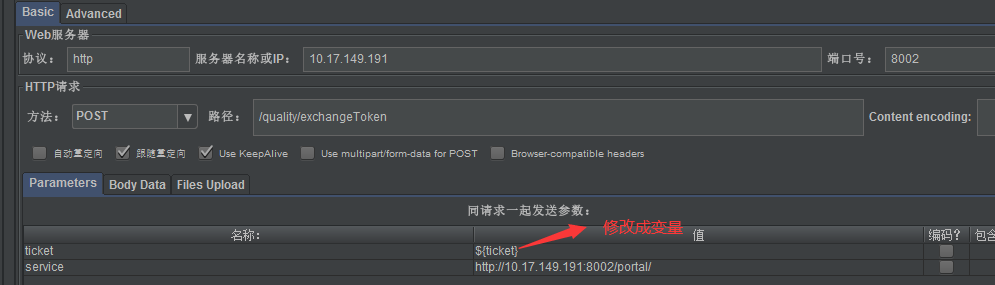 Basic Advanced
Web服务器
协议： http 服务器名称或IP： 10.17.149.191 端口号： 8002
HTTP请求
方法： POST 路径： /quality/exchangeToken Content encoding:
自动重定向 跟随重定向 Use KeepAlive Use multipart/form-data for POST Browser-compatible headers
Parameters Body Data Files Upload
同请求一起发送参数：
修改成变量
名称： 值 编码？ 包含
ticket ${ticket}
service http://10.17.149.191:8002/portal/